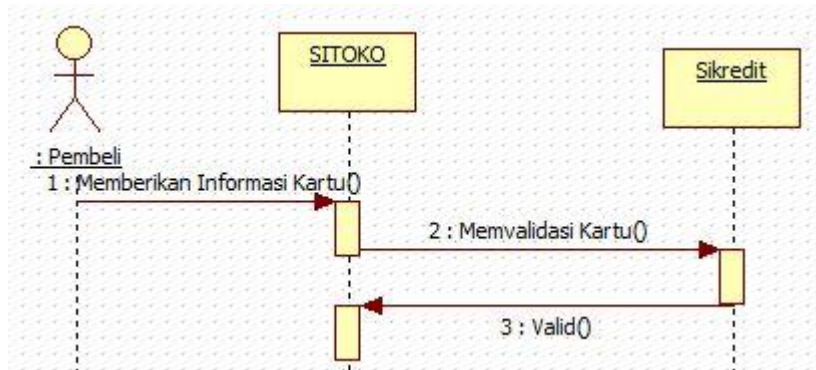 SITOKO
Sikredit
: Pembeli
1 : Memberikan Informasi Kartu()
2 : Memvalidasi Kartu()
3 : Valid()